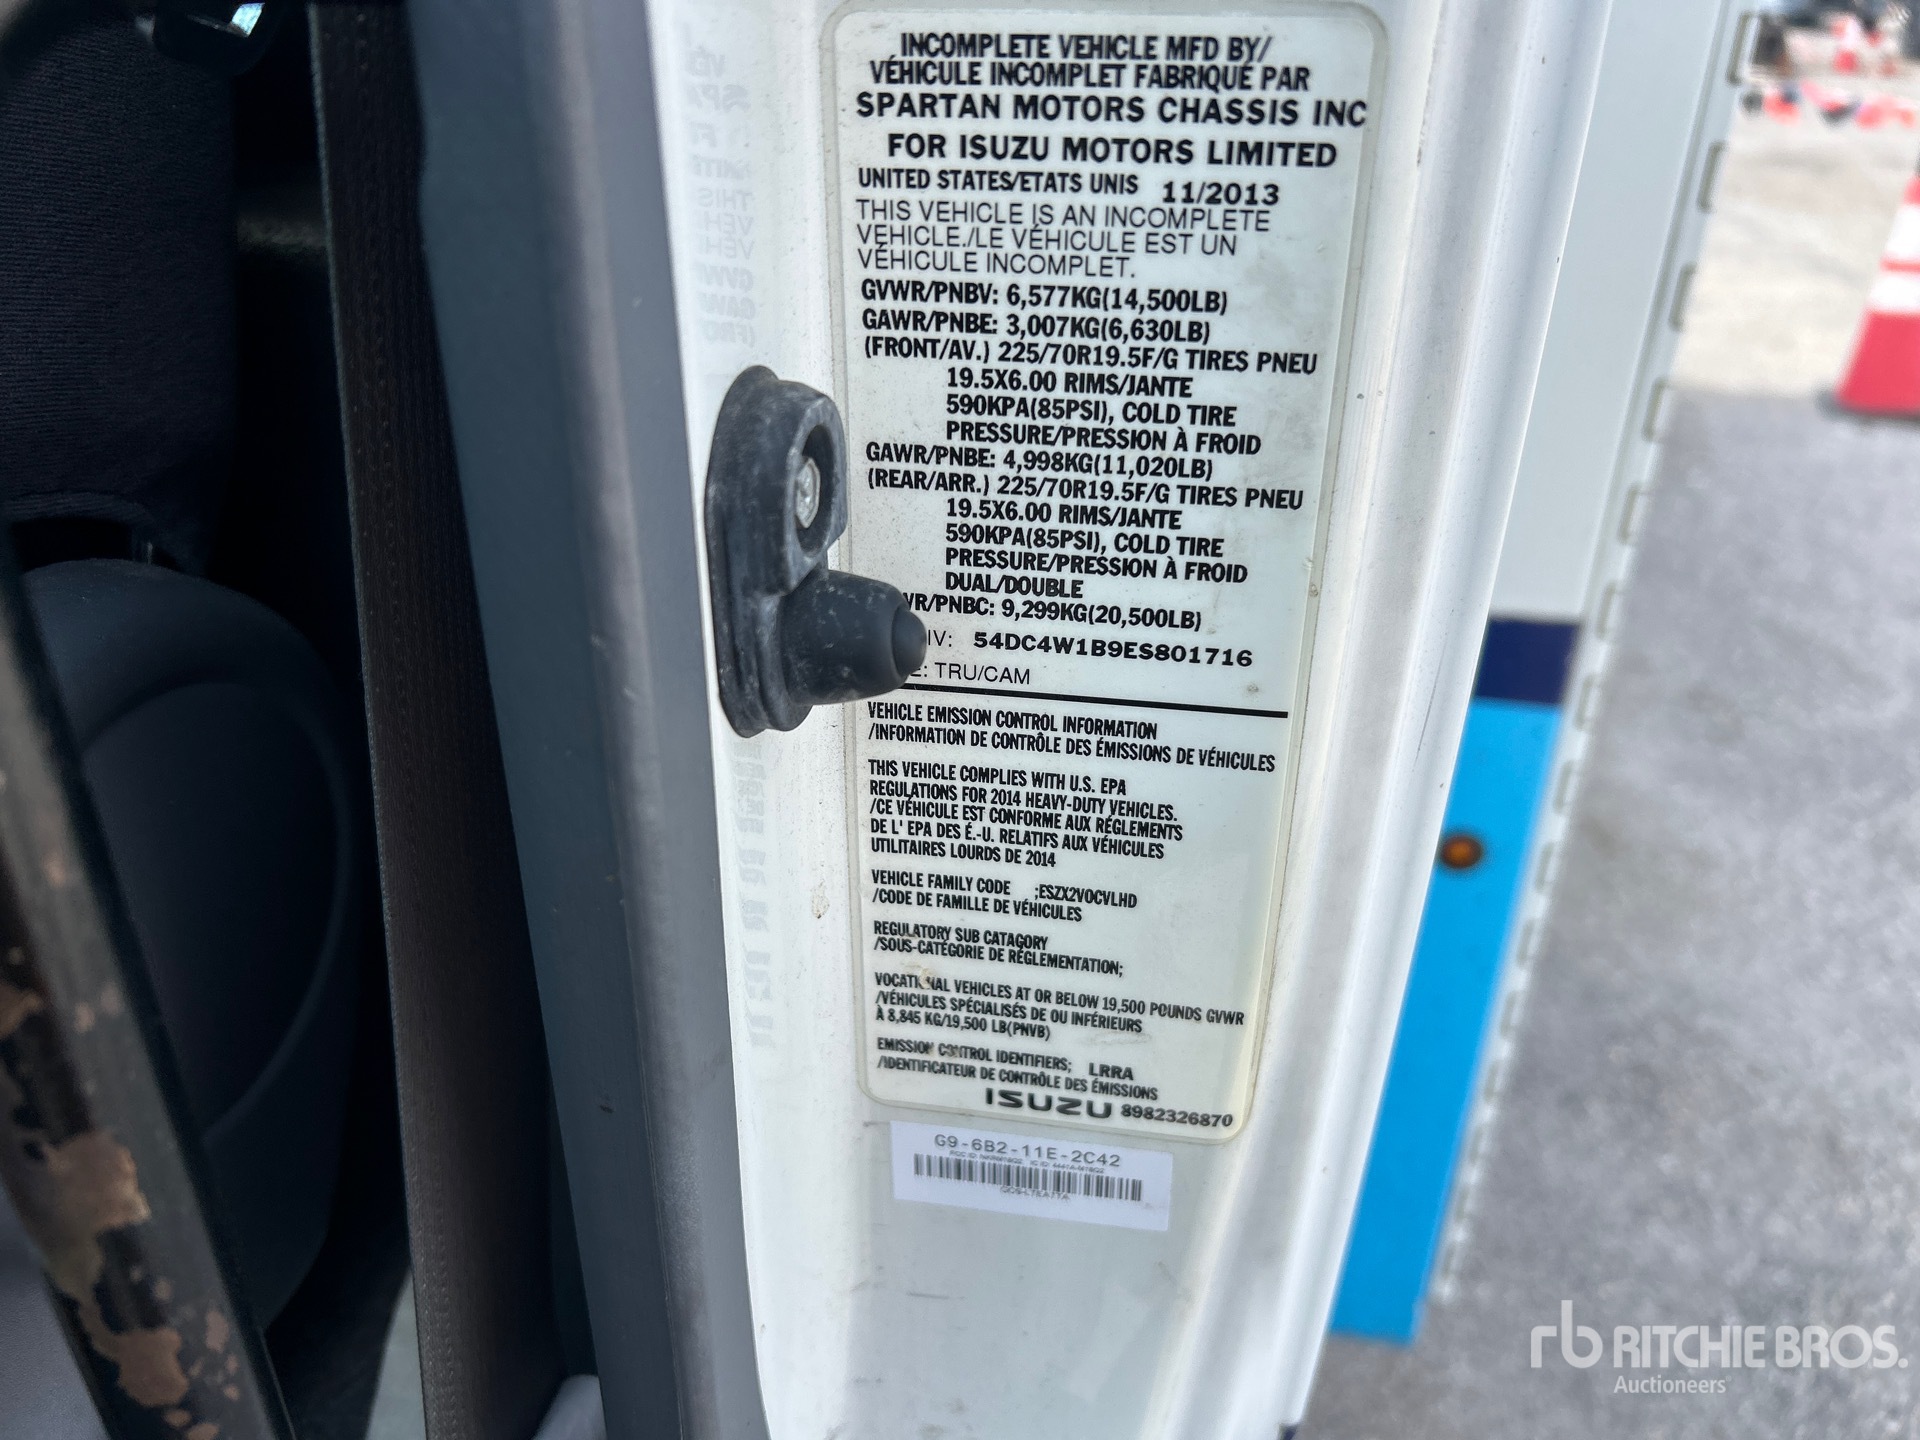 INCOMPLETE VEHICLE MFD BY/
VÉHICULE INCOMPLET FABRIQUÉ PAR
SPARTAN MOTORS CHASSIS INC
FOR ISUZU MOTORS LIMITED
UNITED STATES/ETATS UNIS 11/2013
THIS VEHICLE IS AN INCOMPLETE
VEHICLE./LE VÉHICULE EST UN
VÉHICULE INCOMPLET.
GVWR/PNBV: 6,577KG(14,500LB)
GAWR/PNBE: 3,007KG(6,630LB)
(FRONT/AV.) 225/70R19.5F/G TIRES PNEU
19.5X6.00 RIMS/JANTE
590KPA(85PSI), COLD TIRE
PRESSURE/PRESSION À FROID
GAWR/PNBE: 4,998KG(11,020LB)
(REAR/ARR.) 225/70R19.5F/G TIRES PNEU
19.5X6.00 RIMS/JANTE
590KPA(85PSI), COLD TIRE
PRESSURE/PRESSION À FROID
DUAL/DOUBLE
WR/PNBC: 9,299KG(20,500LB)
IV: 54DC4W1B9ES801716
E: TRU/CAM
VEHICLE EMISSION CONTROL INFORMATION
/INFORMATION DE CONTRÔLE DES ÉMISSIONS DE VÉHICULES
THIS VEHICLE COMPLIES WITH U.S. EPA
REGULATIONS FOR 2014 HEAVY-DUTY VEHICLES.
/CE VÉHICULE EST CONFORME AUX RÉGLEMENTS
DE L' EPA DES É.-U. RELATIFS AUX VÉHICULES
UTILITAIRES LOURDS DE 2014
VEHICLE FAMILY CODE ;ESZX2VOCVLHD
/CODE DE FAMILLE DE VÉHICULES
REGULATORY SUB CATAGORY
/SOUS-CATÉGORIE DE RÉGLEMENTATION;
VOCATIONAL VEHICLES AT OR BELOW 19,500 POUNDS GVWR
/VÉHICULES SPÉCIALISÉS DE OU INFÉRIEURS
À 8,845 KG/19,500 LB(PNVB)
EMISSION CONTROL IDENTIFIERS; LRRA
/IDENTIFICATEUR DE CONTRÔLE DES ÉMISSIONS
ISUZU 8982326870
G9-6B2-11E-2C42
rb RITCHIE BROS.
Auctioneers